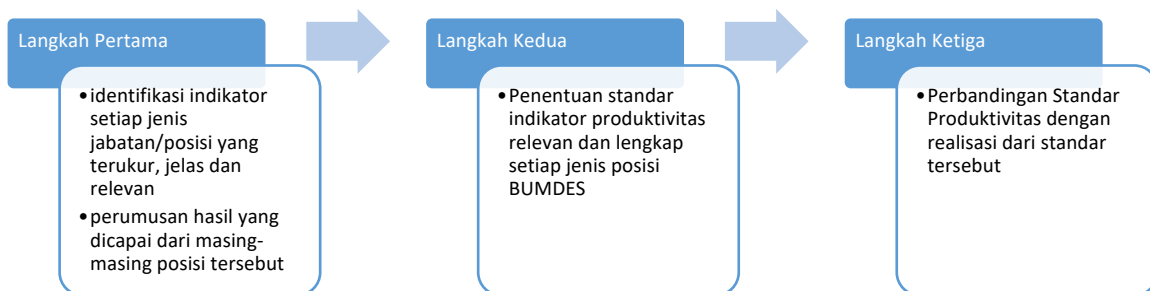 Langkah Pertama
•identifikasi indikator
setiap jenis
jabatan/posisi yang
terukur, jelas dan
relevan
•perumusan hasil yang
dicapai dari masing-
masing posisi tersebut
Langkah Kedua
•Penentuan standar
indikator produktivitas
relevan dan lengkap
setiap jenis posisi
BUMDES
Langkah Ketiga
•Perbandingan Standar
Produktivitas dengan
realisasi dari standar
tersebut